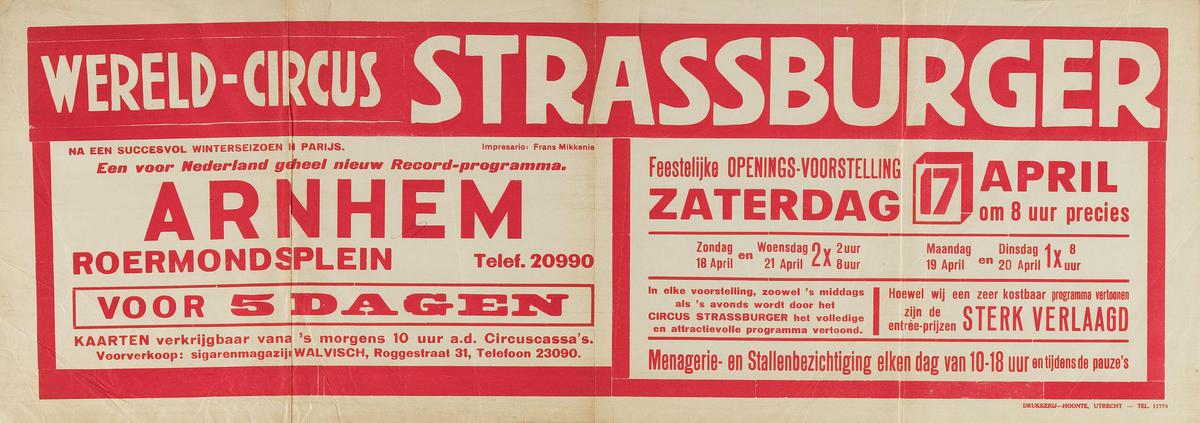 WERELD-CIRCUS STRASSBURGER
NA EEN SUCCESVOL WINTERSEIZOEN IN PARIJS. Impresario: Frans Mikkenie
Een voor Nederland geheel nieuw Record-programma.
ARNHEM
ROERMONDSPLEIN Telef. 20990
VOOR 5 DAGEN
KAARTEN verkrijgbaar vana 's morgens 10 uur a.d. Circuscassa's.
Voorverkoop: sigarenmagazijn WALVISCH, Roggestraat 31, Telefoon 23090.
Feestelijke OPENINGS-VOORSTELLING
ZATERDAG 17 APRIL
om 8 uur precies
Zondag 18 April en Woensdag 21 April 2x 2 uur 8 uur
Maandag 19 April en Dinsdag 20 April 1x 8 uur
In elke voorstelling, zoowel 's middags
als 's avonds wordt door het
CIRCUS STRASSBURGER het volledige
en attractievolle programma vertoond.
Hoewel wij een zeer kostbaar programma vertoonen
zijn de
entrée-prijzen STERK VERLAAGD
Menagerie- en Stallenbezichtiging elken dag van 10-18 uur en tijdens de pauze's
DRUKKERIJ—HOONTE, UTRECHT — TEL. 11774